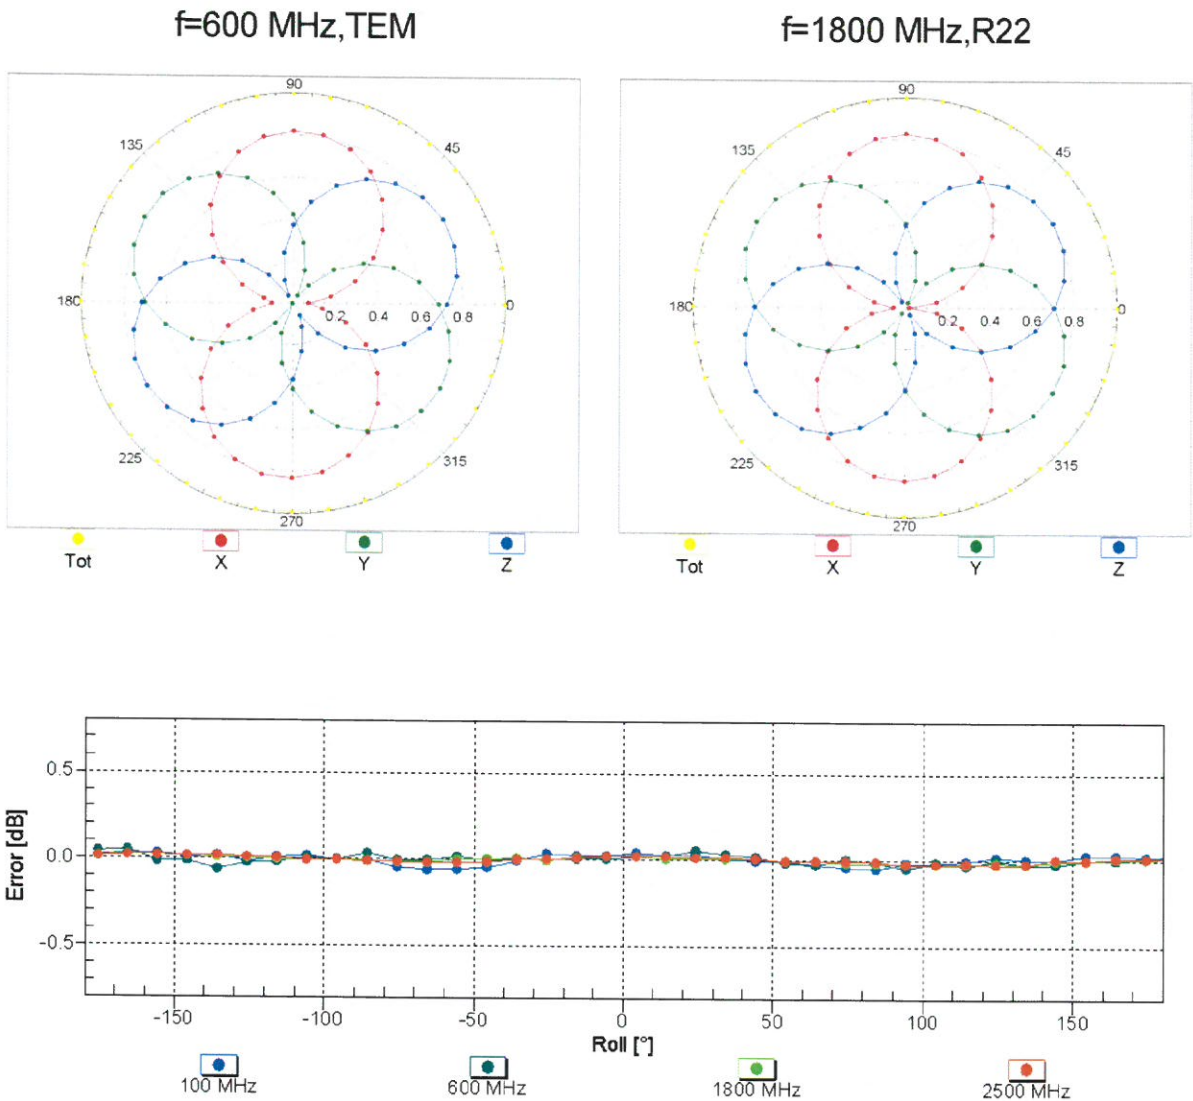 f=600 MHz,TEM
f=1800 MHz,R22
90
135
45
180
0
0.2 0.4 0.6 0.8
225
315
270
Tot X Y Z
90
135
45
180
0
0.2 0.4 0.6 0.8
225
315
270
Tot X Y Z
Error [dB]
0.5
0.0
-0.5
-150 -100 -50 0 50 100 150
Roll [°]
100 MHz 600 MHz 1800 MHz 2500 MHz